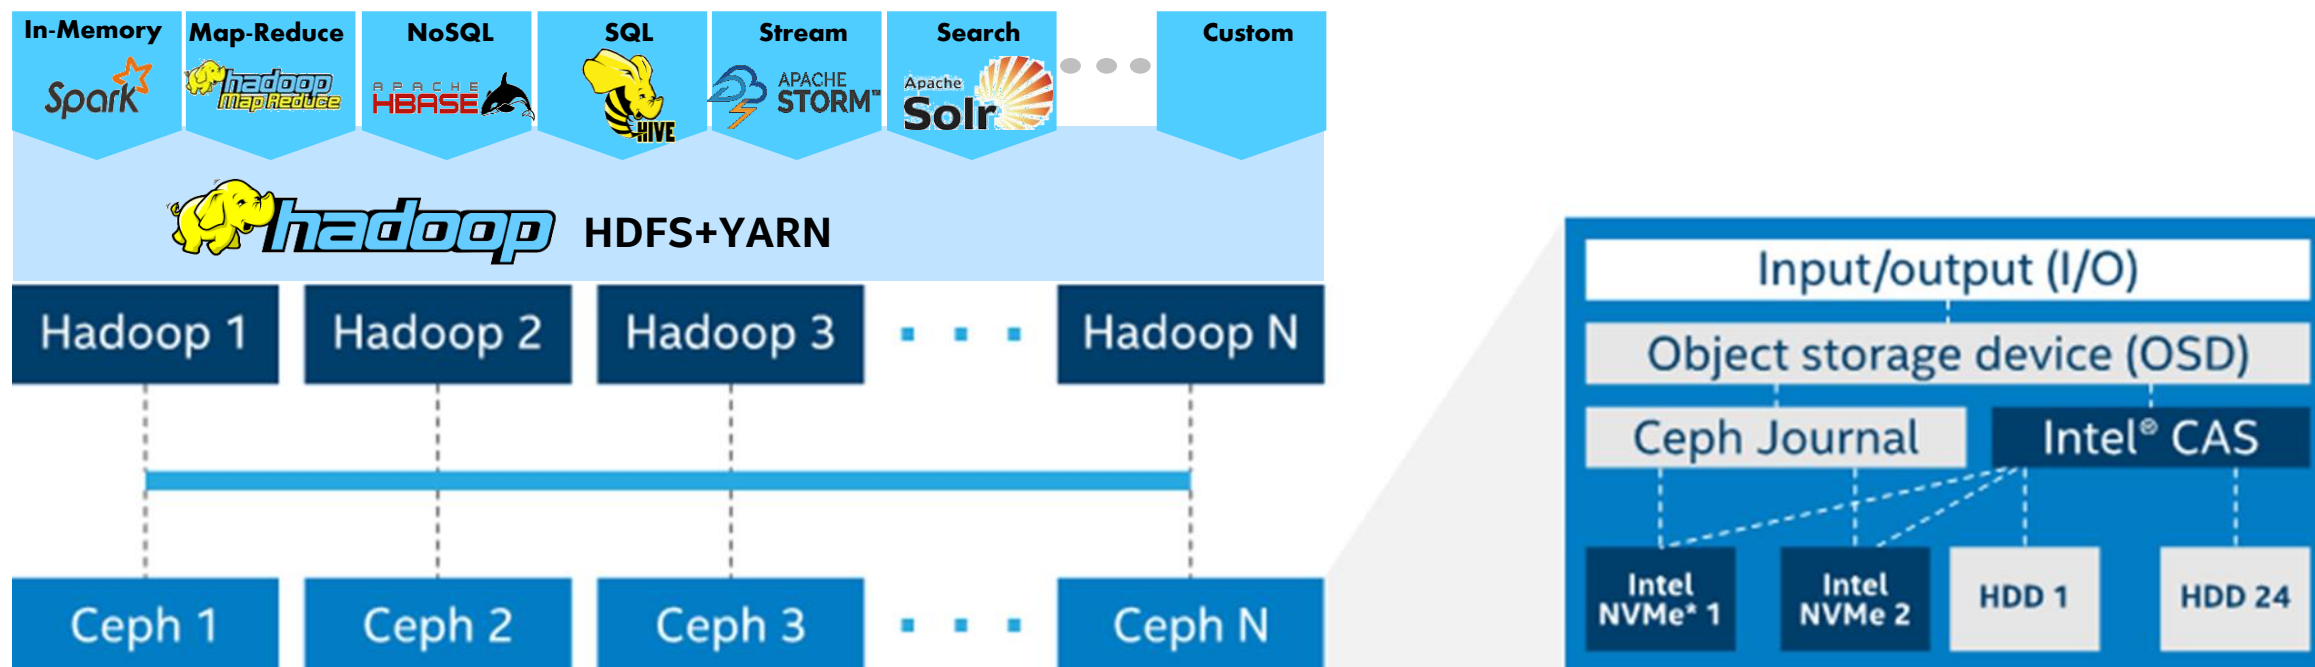 In-Memory
Map-Reduce
NoSQL
SQL
Stream
Search
Custom
Spark
hadoop
Map Reduce
APACHE
HBASE
HIVE
APACHE
STORM™
Apache
Solr
hadoop HDFS+YARN
Hadoop 1
Hadoop 2
Hadoop 3
Hadoop N
Ceph 1
Ceph 2
Ceph 3
Ceph N
Input/output (I/O)
Object storage device (OSD)
Ceph Journal
Intel® CAS
Intel
NVMe* 1
Intel
NVMe 2
HDD 1
HDD 24